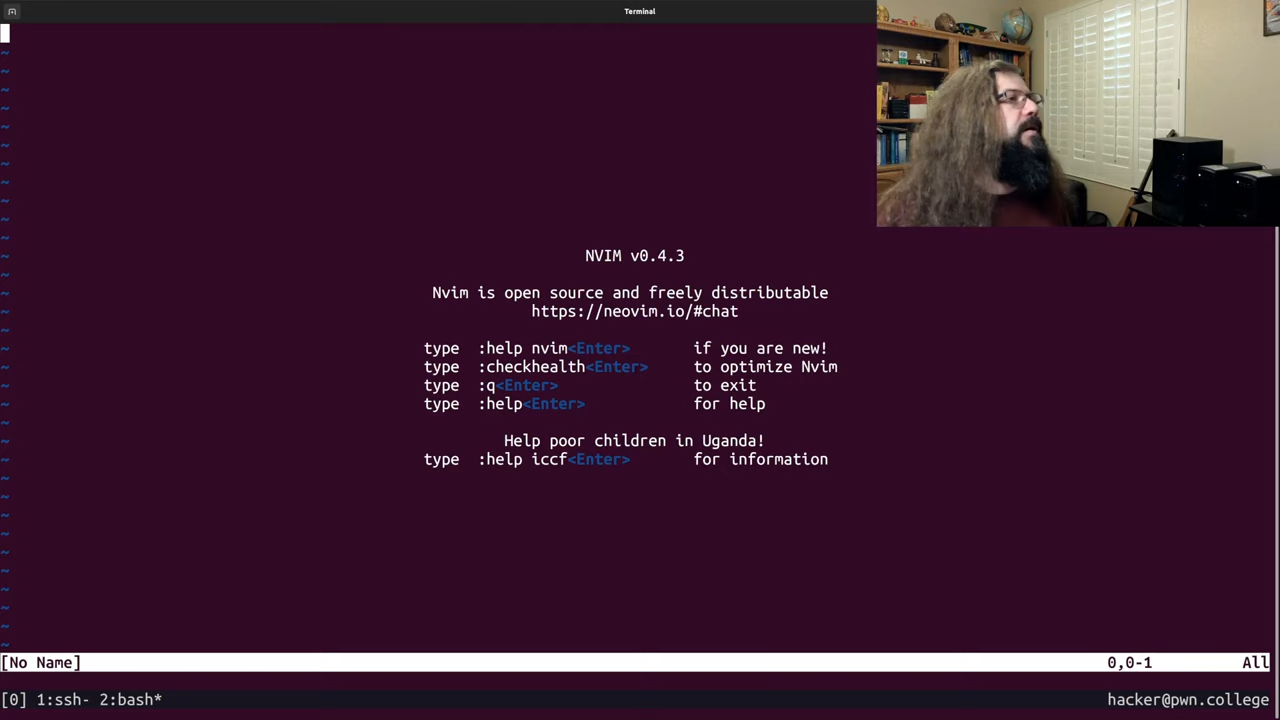 Terminal
~
~
~
~
~
~
~
~
~
~
~
~ NVIM v0.4.3
~
~ Nvim is open source and freely distributable
~ https://neovim.io/#chat
~
~ type :help nvim<Enter> if you are new!
~ type :checkhealth<Enter> to optimize Nvim
~ type :q<Enter> to exit
~ type :help<Enter> for help
~
~ Help poor children in Uganda!
~ type :help iccf<Enter> for information
~
~
~
~
~
~
~
~
~
[No Name] 0,0-1 All
[0] 1:ssh- 2:bash* hacker@pwn.college